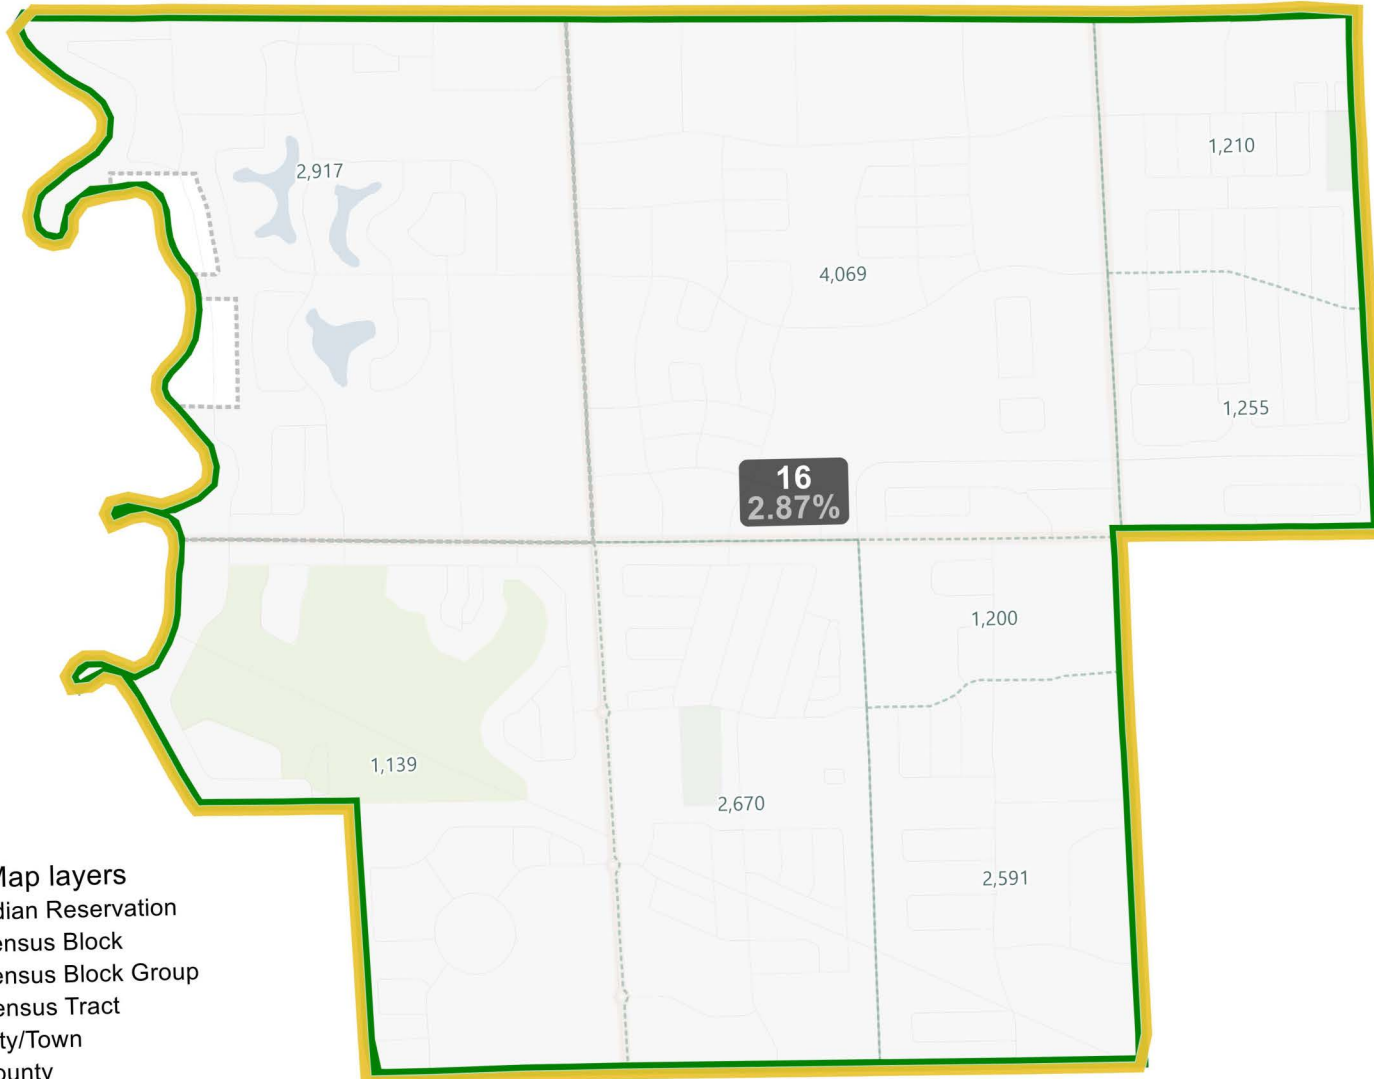 2,917
1,210
4,069
1,255
16
2.87%
1,200
1,139
2,670
2,591
Map layers
dian Reservation
ensus Block
ensus Block Group
ensus Tract
ty/Town
ounty